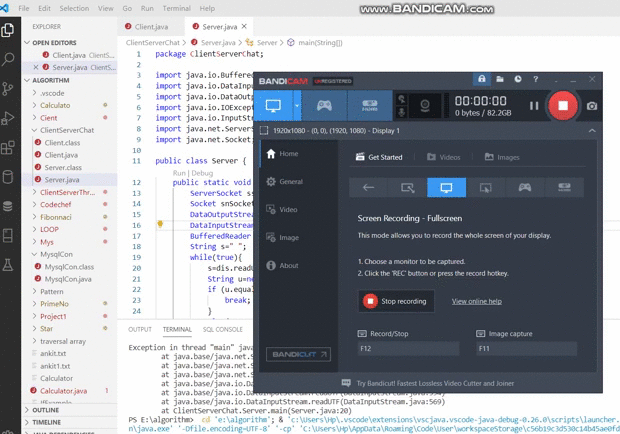 File Edit Selection View Go Run Terminal Help
www.BANDICAM.com
EXPLORER
OPEN EDITORS
Client.java ClientS...
Server.java ClientS...
ALGORITHM
.vscode
Calculato
Cient
ClientServerChat
Client.class
Client.java
Server.class
Server.java
ClientServerThr...
Codechef
Fibonnaci
LOOP
Mys
MysqlCon
MysqlCon.class
MysqlCon.java
Pattern
PrimeNo
Project1
Star
traversal array
ankit.txt
ankit1.txt
Calculator
Calculator.java 1
OUTLINE
TIMELINE
Client.java
Server.java
ClientServerChat > Server.java > Server > main(String[])
1 package ClientServerChat;
2
3 import java.io.Buffere
4 import java.io.DataInp
5 import java.io.DataOut
6 import java.io.IOExcep
7 import java.io.InputSt
8 import java.net.Server
9 import java.net.Socket
10
11 public class Server {
Run | Debug
12 public static void
13 ServerSocket ss
14 Socket snSocket
15 DataOutputStrea
16 DataInputStream
17 BufferedReader
18 String s=" ";
19 while(true){
20 s=dis.readU
21 String u=ne
22 if (u.equal
23 break;
24 }
BANDICAM UNREGISTERED
00:00:00
0 bytes / 82.2GB
REC
1920x1080 - (0, 0), (1920, 1080) - Display 1
Home
General
Video
Image
About
BANDICUT
Get Started
Videos
Images
Screen Recording - Fullscreen
This mode allows you to record the whole screen of your display.
1. Choose a monitor to be captured.
2. Click the 'REC' button or press the record hotkey.
Stop recording
View online help
Record/Stop
F12
Image capture
F11
Try Bandicut! Fastest Lossless Video Cutter and Joiner
OUTPUT TERMINAL SQL CONSOLE
Exception in thread "main" java
at java.base/java.net.S
at java.base/java.net.S
at java.base/java.net.S
at java.base/java.io.Da
at java.base/java.io.DataInputStream.readUTF(DataInputStream.java:569)
at ClientServerChat.Server.main(Server.java:20)
PS E:\algorithm> cd 'e:\algorithm'; & 'c:\Users\Hp\.vscode\extensions\vscjava.vscode-java-debug-0.26.0\scripts\launcher.
n\java.exe' '-Dfile.encoding=UTF-8' '-cp' 'C:\Users\Hp\AppData\Roaming\Code\User\workspaceStorage\c56b19c3d530c14b45ae0fd